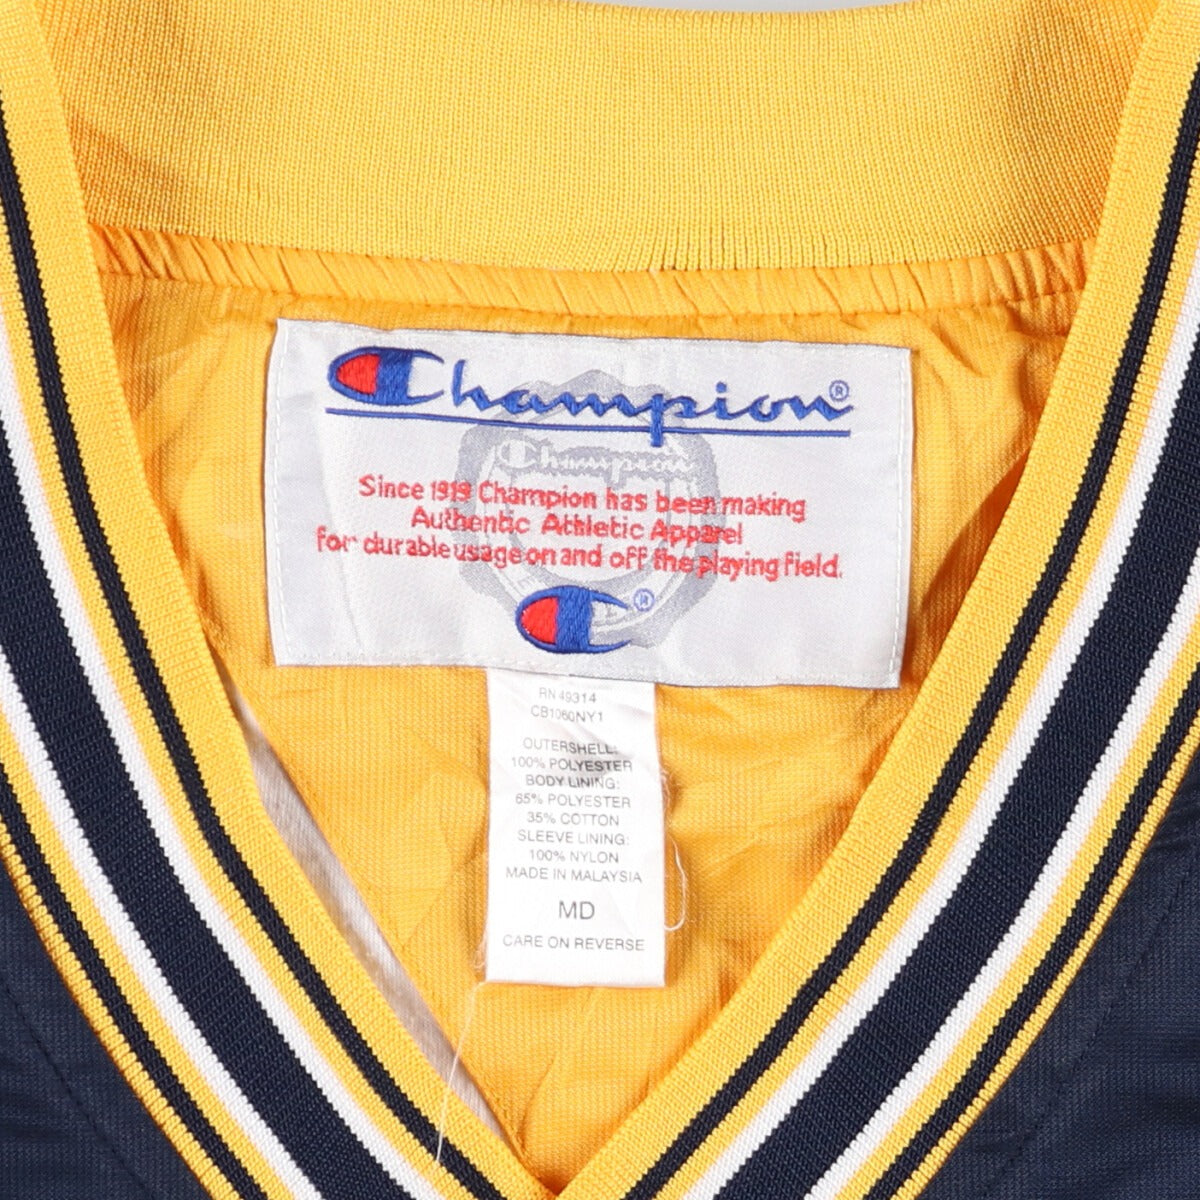 Champion®
Champion
Since 1919 Champion has been making
Authentic Athletic Apparel
for durable usage on and off the playing field.
®
RN 49314
CB1060NY1
OUTERSHELL:
100% POLYESTER
BODY LINING:
65% POLYESTER
35% COTTON
SLEEVE LINING:
100% NYLON
MADE IN MALAYSIA
MD
CARE ON REVERSE